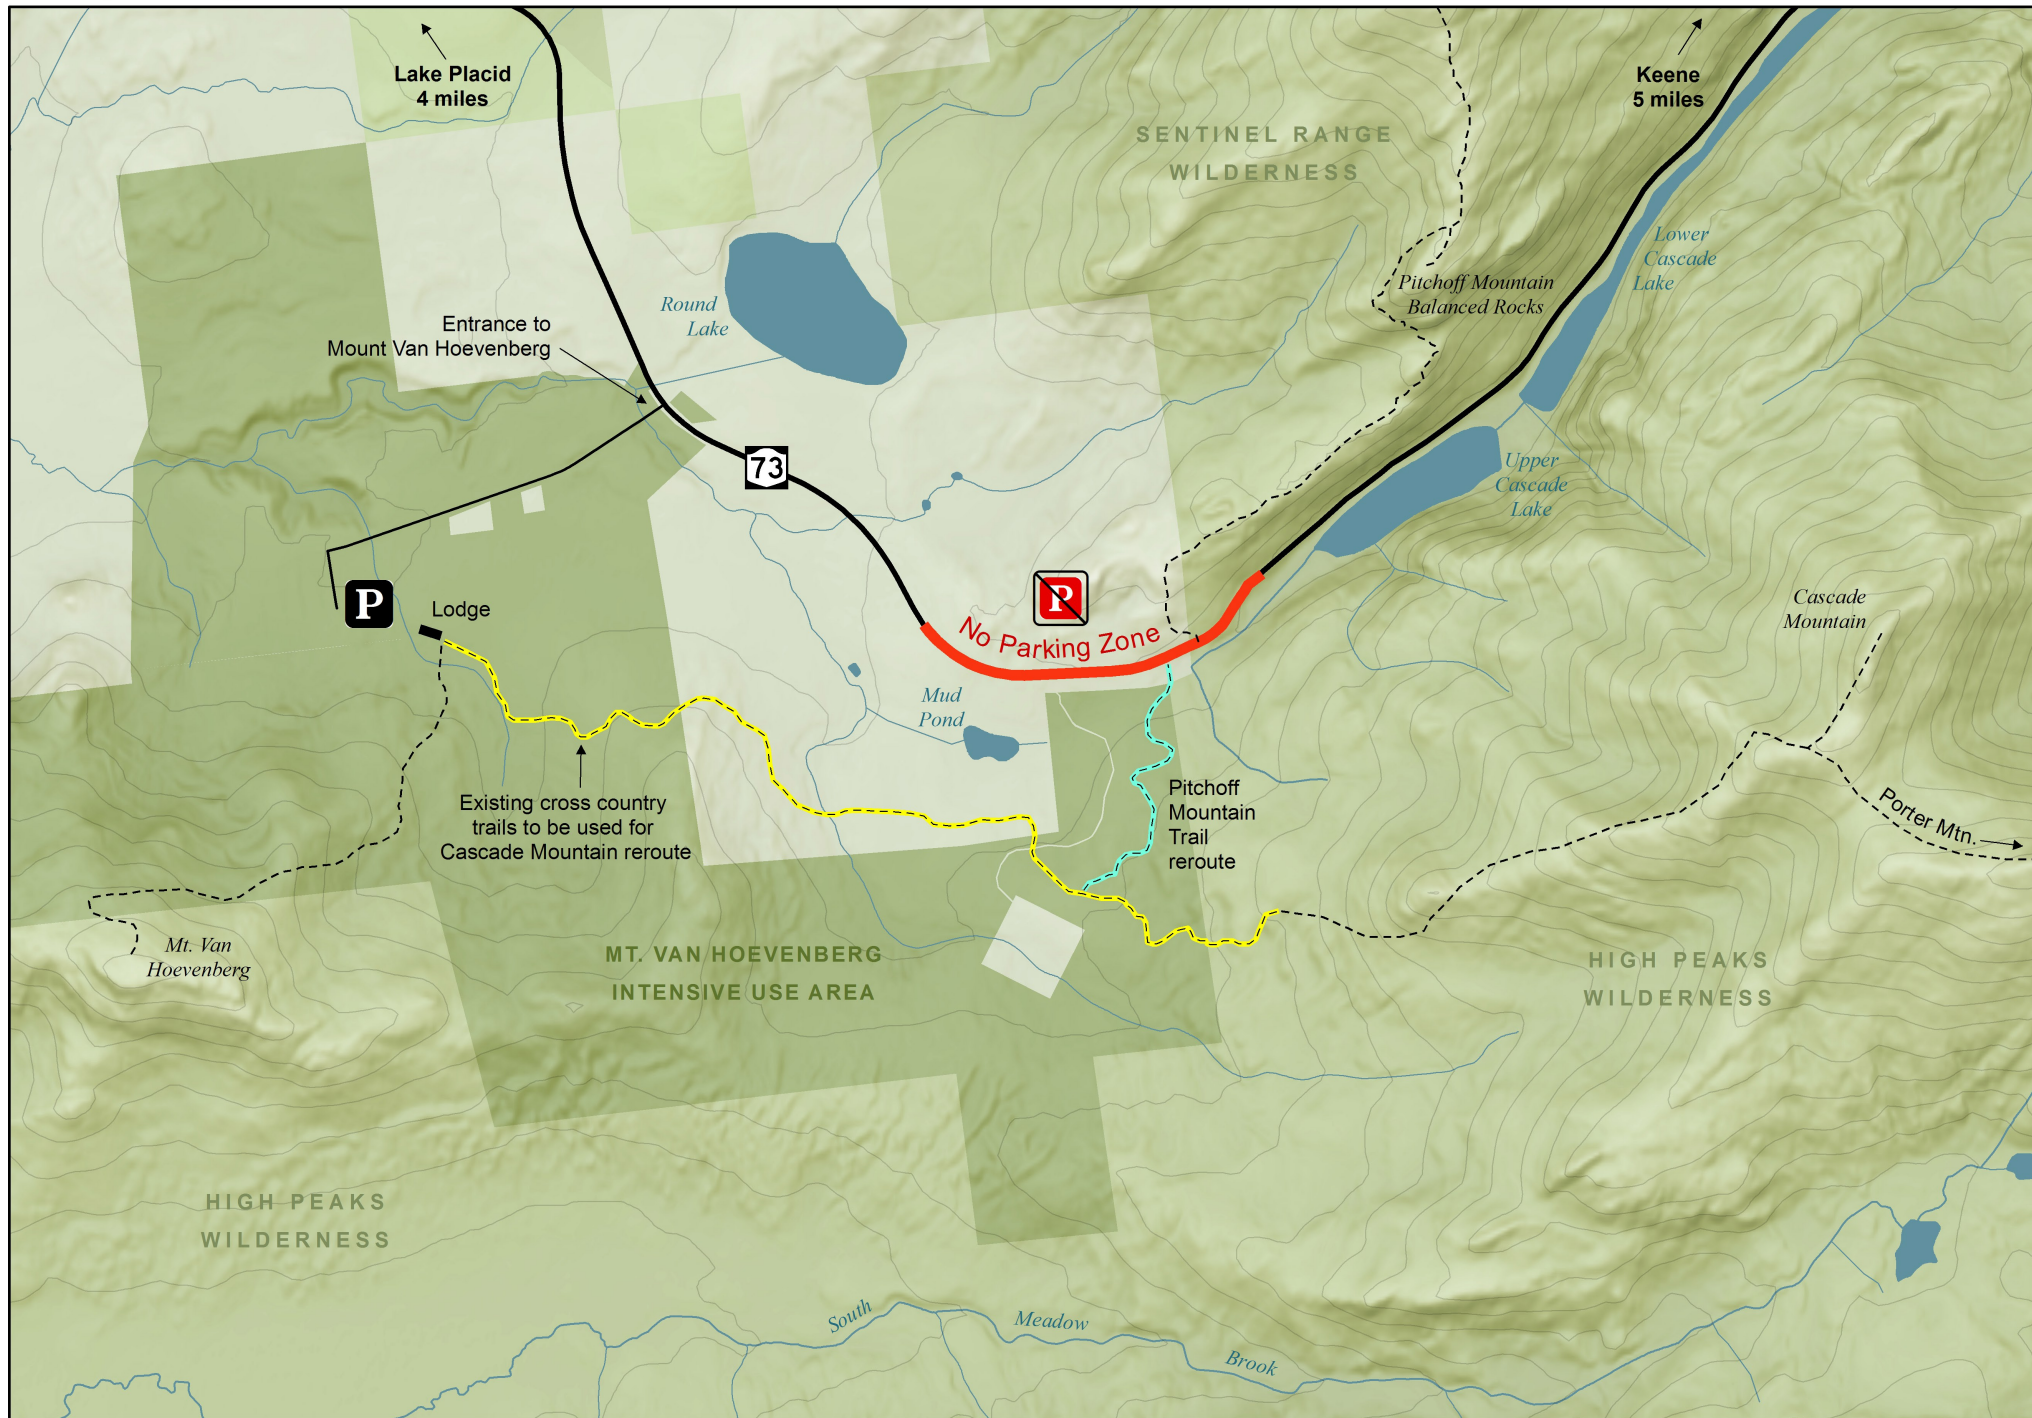 Lake Placid
4 miles
Keene
5 miles
SENTINEL RANGE
WILDERNESS
Lower
Cascade
Lake
Pitchoff Mountain
Balanced Rocks
Round
Lake
Entrance to
Mount Van Hoevenberg
73
Upper
Cascade
Lake
P
P
Lodge
No Parking Zone
Cascade
Mountain
Mud
Pond
Existing cross country
trails to be used for
Cascade Mountain reroute
Pitchoff
Mountain
Trail
reroute
Porter Mtn.
Mt. Van
Hoevenberg
MT. VAN HOEVENBERG
INTENSIVE USE AREA
HIGH PEAKS
WILDERNESS
HIGH PEAKS
WILDERNESS
South Meadow Brook